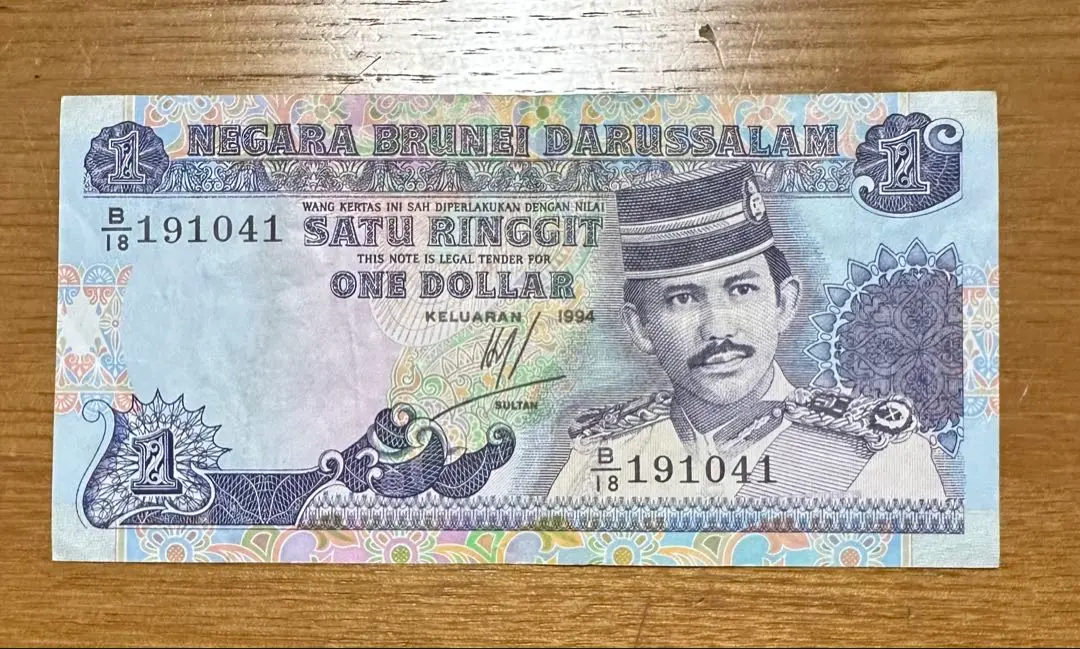 1 NEGARA BRUNEI DARUSSALAM 1
B/18 191041
WANG KERTAS INI SAH DIPERLAKUKAN DENGAN NILAI
SATU RINGGIT
THIS NOTE IS LEGAL TENDER FOR
ONE DOLLAR
KELUARAN 1994
SULTAN
1
B/18 191041